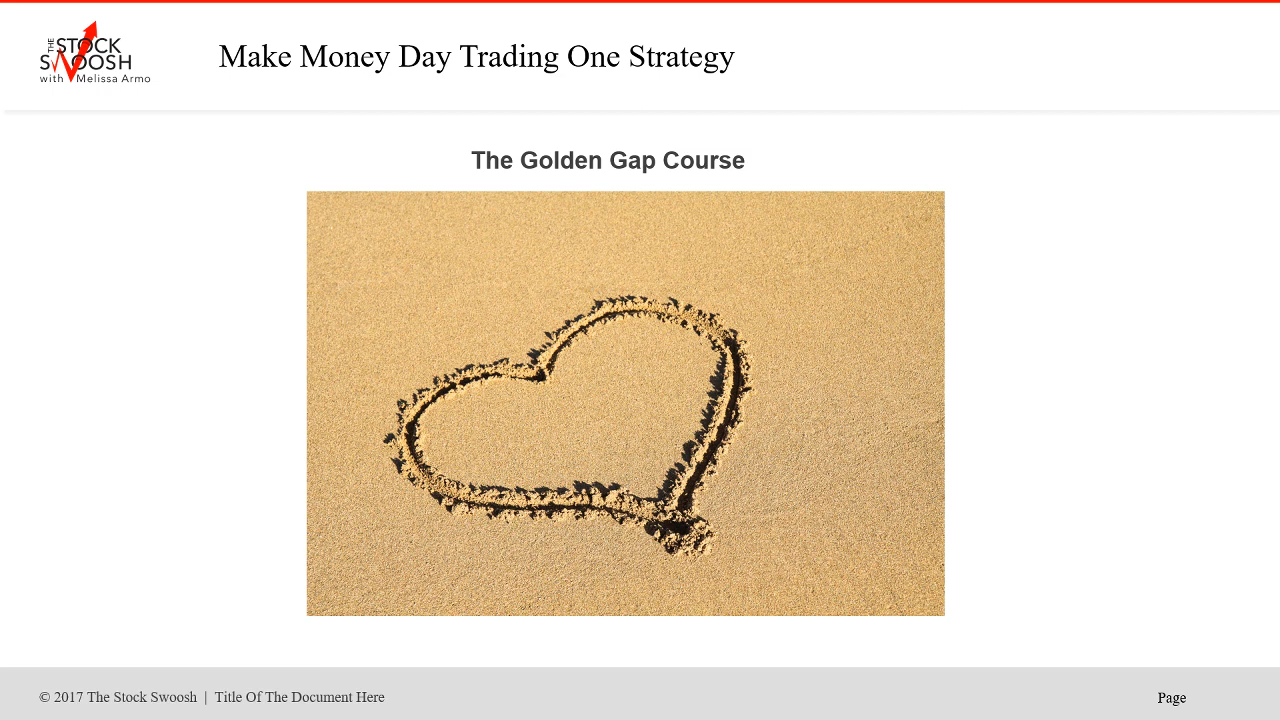 THE STOCK
SWOOSH
with Melissa Armo
Make Money Day Trading One Strategy
The Golden Gap Course
© 2017 The Stock Swoosh | Title Of The Document Here
Page